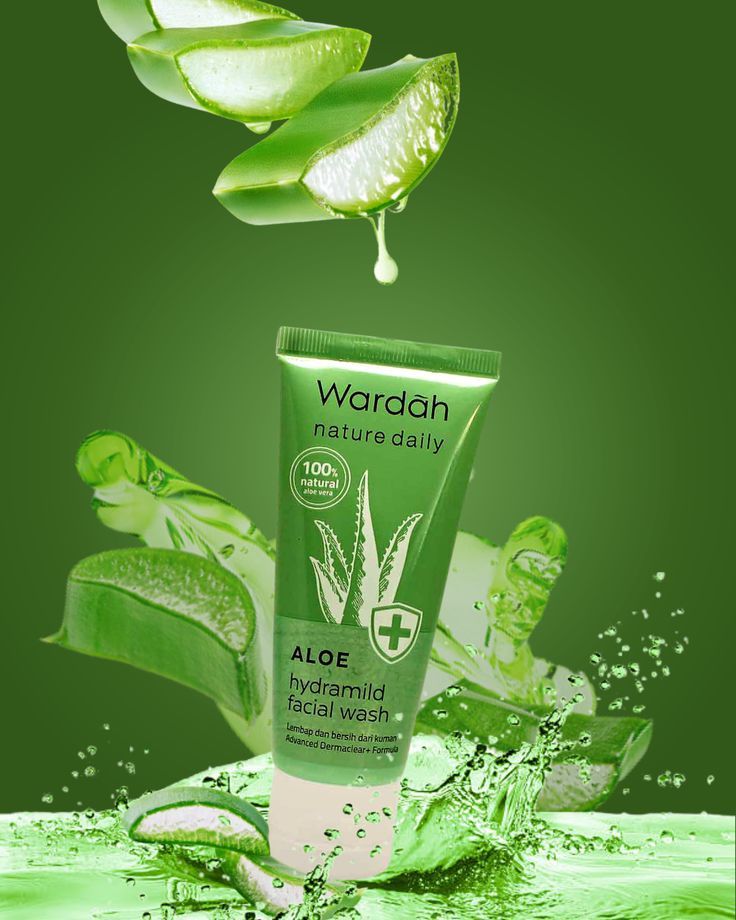 Wardāh
nature daily
100%
natural
aloe vera
ALOE
hydramild
facial wash
Lembap dan bersih dari kuman
Advanced Dermaclear+ Formula